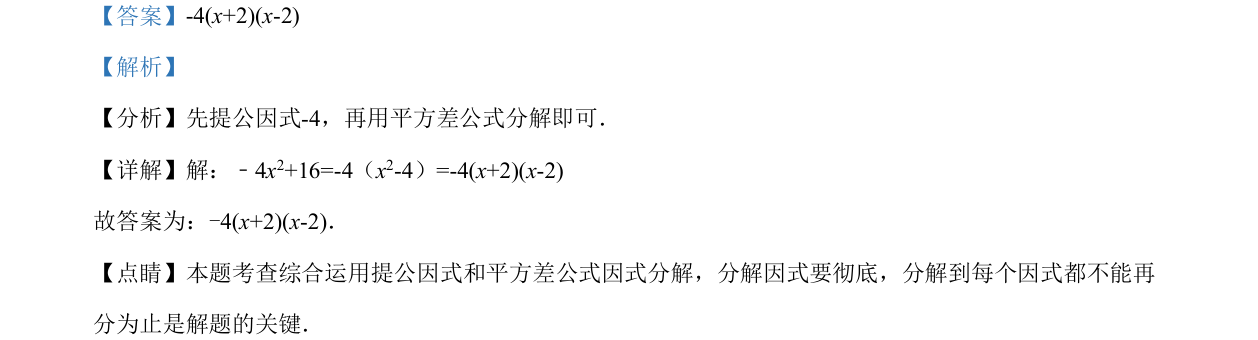 【答案】-4(x+2)(x-2)
【解析】
【分析】先提公因式-4，再用平方差公式分解即可．
【详解】解：﹣4x²+16=-4（x²-4）=-4(x+2)(x-2)
故答案为：-4(x+2)(x-2)．
【点睛】本题考查综合运用提公因式和平方差公式因式分解，分解因式要彻底，分解到每个因式都不能再
分为止是解题的关键．